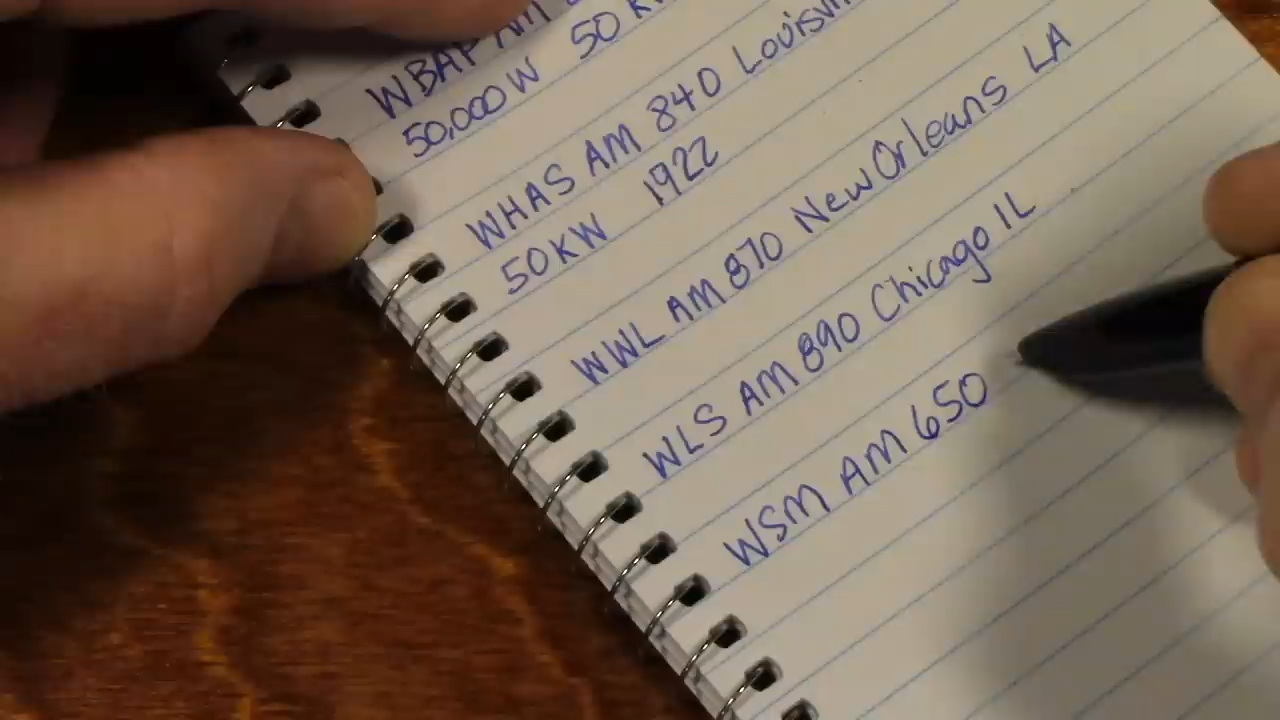 WBAP AM
50,000 W 50 K
WHAS AM 840 Louisvi
50 KW 1922
WWL AM 870 New Orleans LA
WLS AM 890 Chicago IL
WSM AM 650